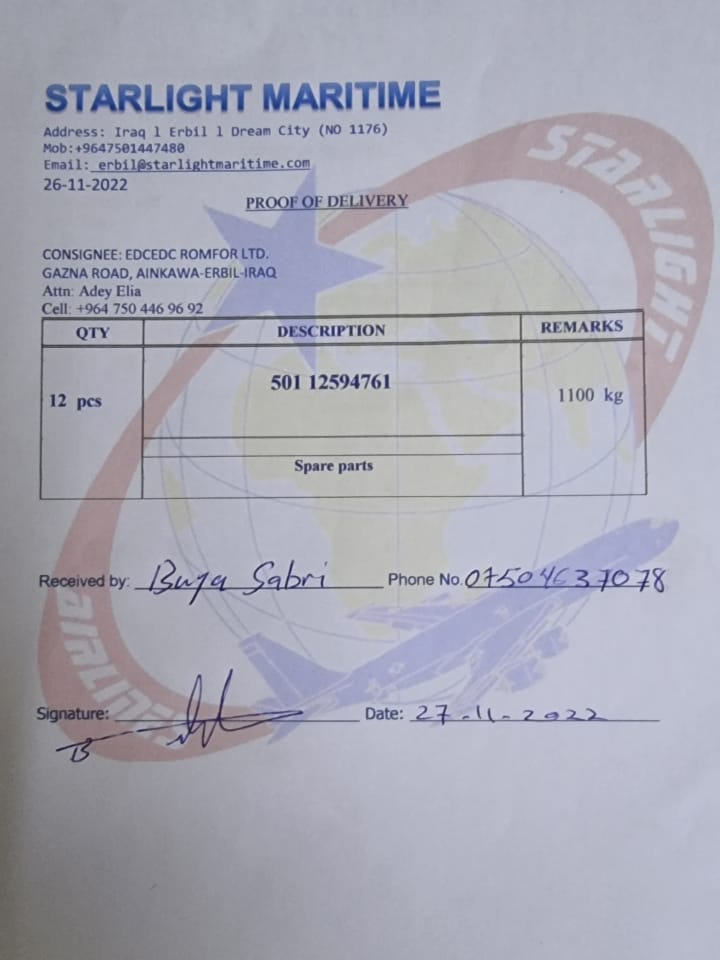 STARLIGHT MARITIME
Address: Iraq l Erbil l Dream City (NO 1176)
Mob:+9647501447480
Email: erbil@starlightmaritime.com
26-11-2022
PROOF OF DELIVERY
STARLIGHT
CONSIGNEE: EDCEDC ROMFOR LTD.
GAZNA ROAD, AINKAWA-ERBIL-IRAQ
Attn: Adey Elia
Cell: +964 750 446 96 92
QTY DESCRIPTION REMARKS
12 pcs 501 12594761 1100 kg
Spare parts
Received by: Sabri Phone No. 07504637078
AIRLINES
Signature: Date: 27-11-2022